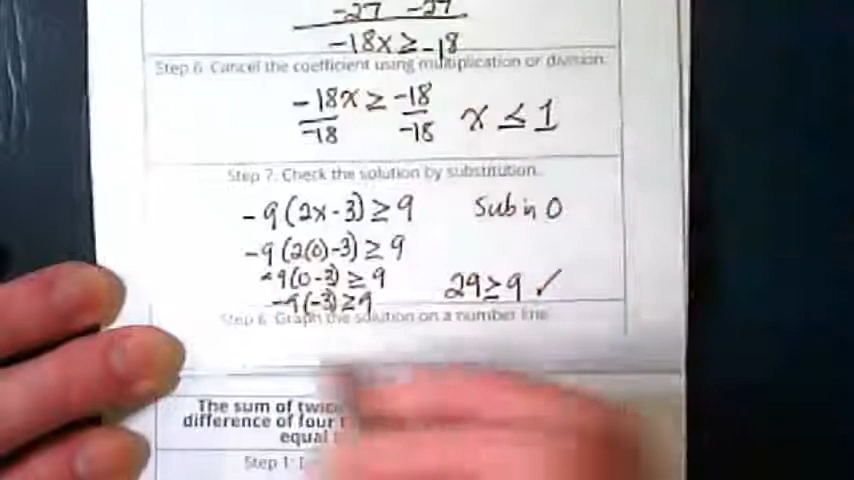 -27 -27
-18x ≥ -18
Step 6: Cancel the coefficient using multiplication or division.
-18x ≥ -18
-18 -18 x ≤ 1
Step 7: Check the solution by substitution.
-9(2x-3) ≥ 9 Sub in 0
-9(2(0)-3) ≥ 9
-9(0-3) ≥ 9
-9(-3) ≥ 9 29 ≥ 9 ✓
Step 8: Graph the solution on a number line
The sum of twice
difference of four
equal
Step 1: